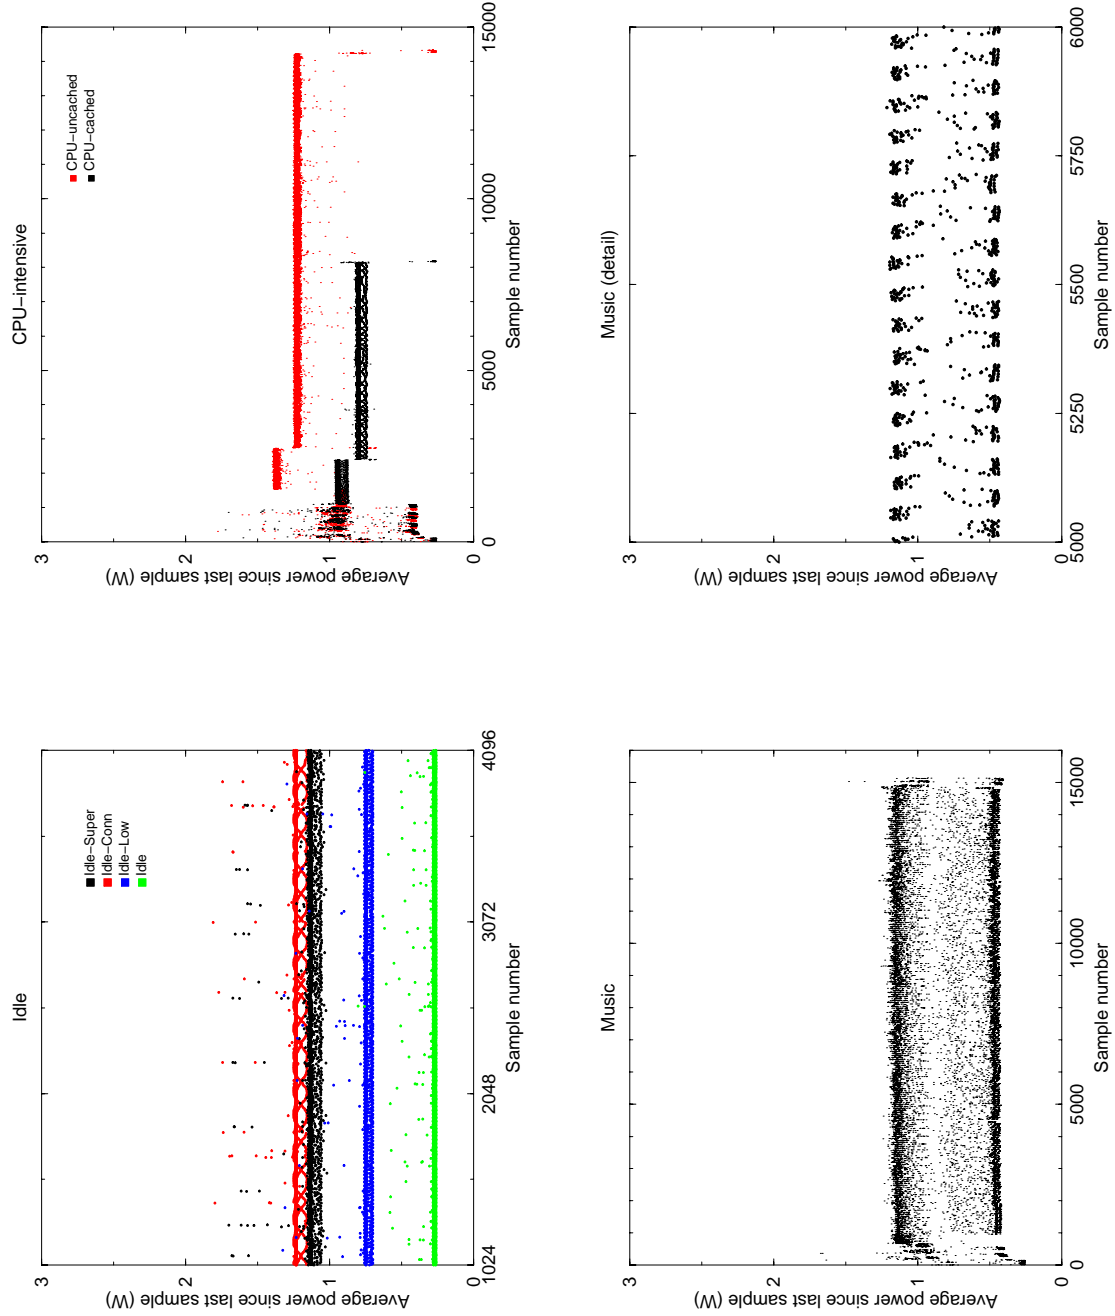 Idle
Idle−Super
Idle−Conn
Idle−Low
Idle
Average power since last sample (W)
0
1
2
3
1024
2048
3072
4096
Sample number
CPU−intensive
CPU−uncached
CPU−cached
Average power since last sample (W)
0
1
2
3
0
5000
10000
15000
Sample number
Music
Average power since last sample (W)
0
1
2
3
0
5000
10000
15000
Sample number
Music (detail)
Average power since last sample (W)
0
1
2
3
5000
5250
5500
5750
6000
Sample number